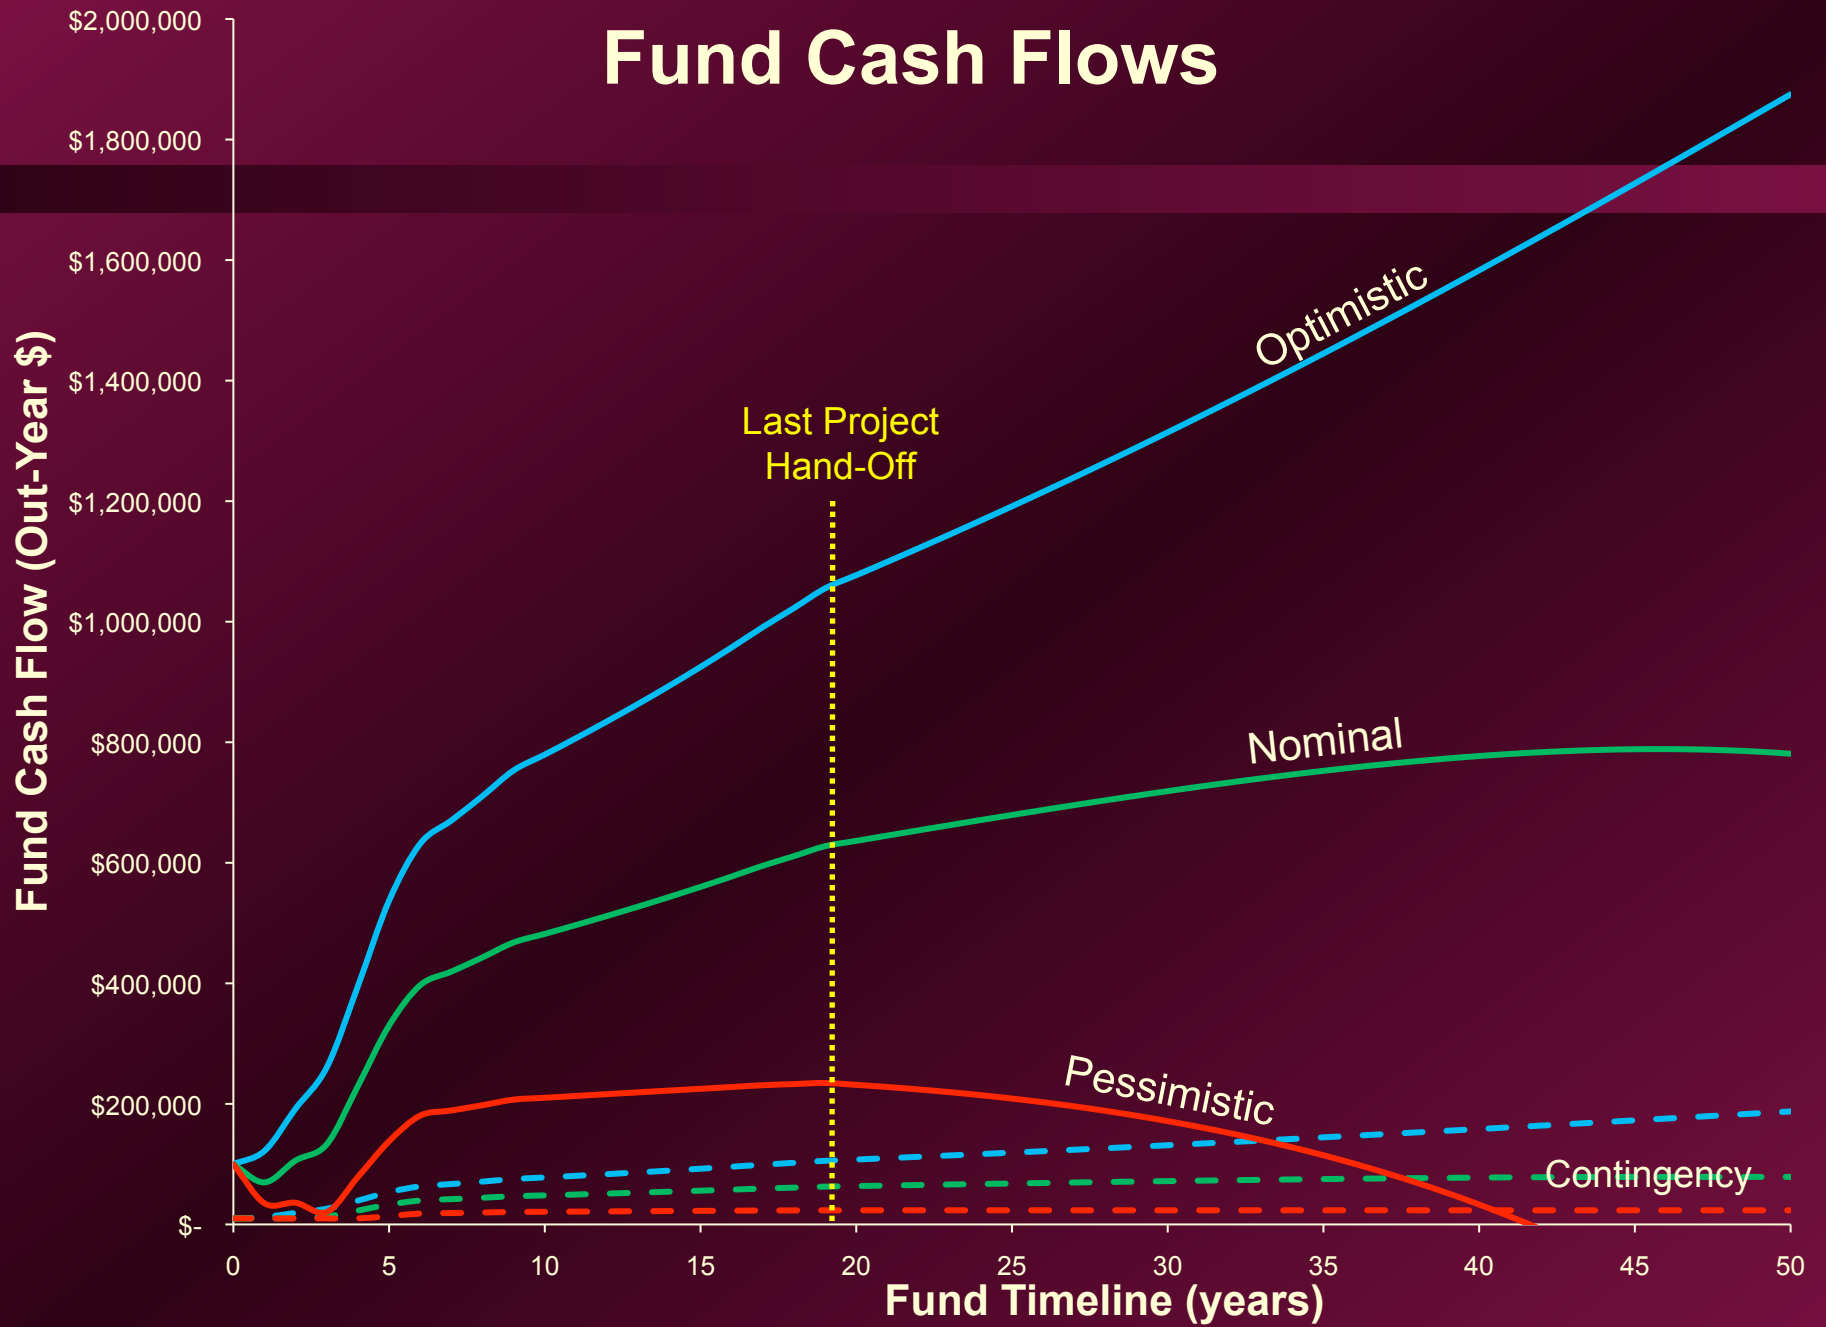 Fund Cash Flows
$2,000,000
$1,800,000
$1,600,000
$1,400,000
$1,200,000
$1,000,000
$800,000
$600,000
$400,000
$200,000
$-
Fund Cash Flow (Out-Year $)
Optimistic
Last Project
Hand-Off
Nominal
Pessimistic
Contingency
0 5 10 15 20 25 30 35 40 45 50
Fund Timeline (years)